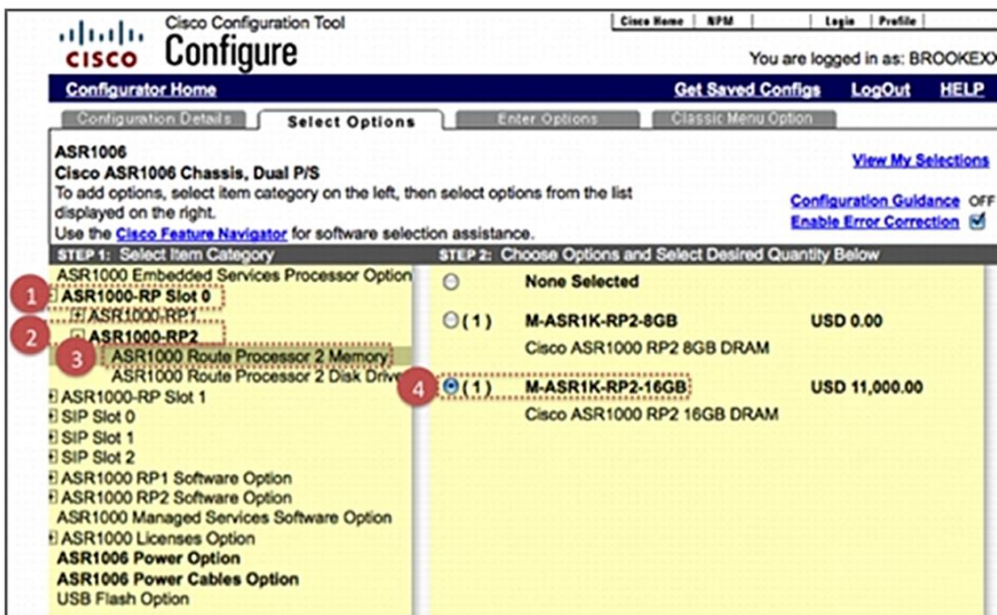 Cisco Configuration Tool
CISCO
Configure
Cisco Home | NPM | Login | Profile
You are logged in as: BROOKEXX
Configurator Home Get Saved Configs LogOut HELP
Configuration Details Select Options Enter Options Classic Menu Option
ASR1006
Cisco ASR1006 Chassis, Dual P/S
View My Selections
To add options, select item category on the left, then select options from the list
displayed on the right.
Configuration Guidance OFF
Use the Cisco Feature Navigator for software selection assistance.
Enable Error Correction
STEP 1: Select Item Category
ASR1000 Embedded Services Processor Option
1 ASR1000-RP Slot 0
ASR1000-RP1
2 ASR1000-RP2
3 ASR1000 Route Processor 2 Memory
ASR1000 Route Processor 2 Disk Drive
ASR1000-RP Slot 1
SIP Slot 0
SIP Slot 1
SIP Slot 2
ASR1000 RP1 Software Option
ASR1000 RP2 Software Option
ASR1000 Managed Services Software Option
ASR1000 Licenses Option
ASR1006 Power Option
ASR1006 Power Cables Option
USB Flash Option
STEP 2: Choose Options and Select Desired Quantity Below
None Selected
(1) M-ASR1K-RP2-8GB USD 0.00
Cisco ASR1000 RP2 8GB DRAM
4 (1) M-ASR1K-RP2-16GB USD 11,000.00
Cisco ASR1000 RP2 16GB DRAM